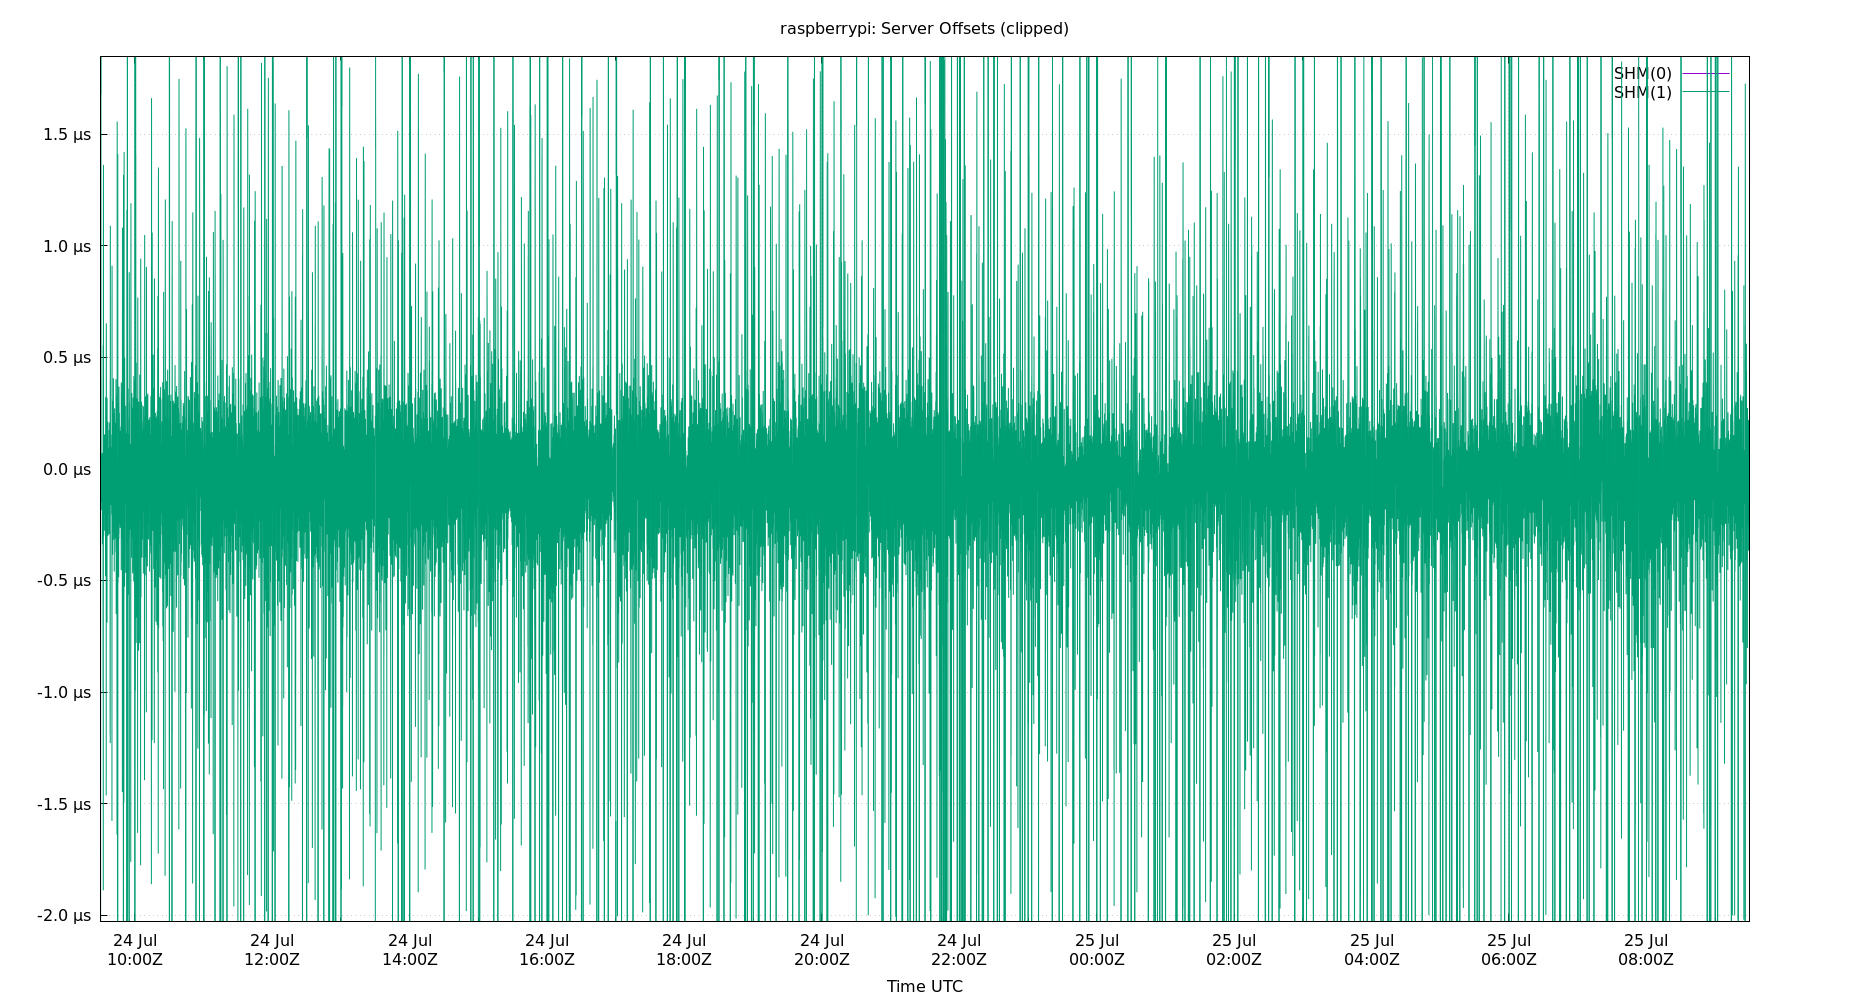 raspberrypi: Server Offsets (clipped)
SHM(0)
SHM(1)
1.5 µs
1.0 µs
0.5 µs
0.0 µs
-0.5 µs
-1.0 µs
-1.5 µs
-2.0 µs
24 Jul 24 Jul 24 Jul 24 Jul 24 Jul 24 Jul 24 Jul 25 Jul 25 Jul 25 Jul 25 Jul 25 Jul
10:00Z 12:00Z 14:00Z 16:00Z 18:00Z 20:00Z 22:00Z 00:00Z 02:00Z 04:00Z 06:00Z 08:00Z
Time UTC